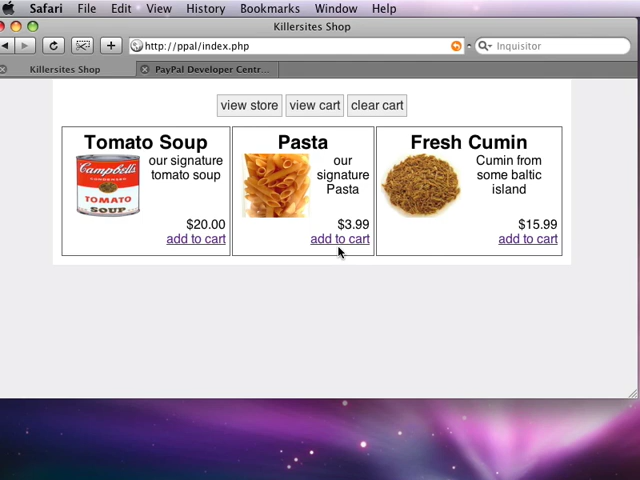 Safari File Edit View History Bookmarks Window Help
Killersites Shop
http://ppal/index.php Inquisitor
Killersites Shop PayPal Developer Centr...
view store view cart clear cart
Tomato Soup
our signature
tomato soup
Campbell's
CONDENSED
TOMATO
SOUP
$20.00
add to cart
Pasta
our
signature
Pasta
$3.99
add to cart
Fresh Cumin
Cumin from
some baltic
island
$15.99
add to cart